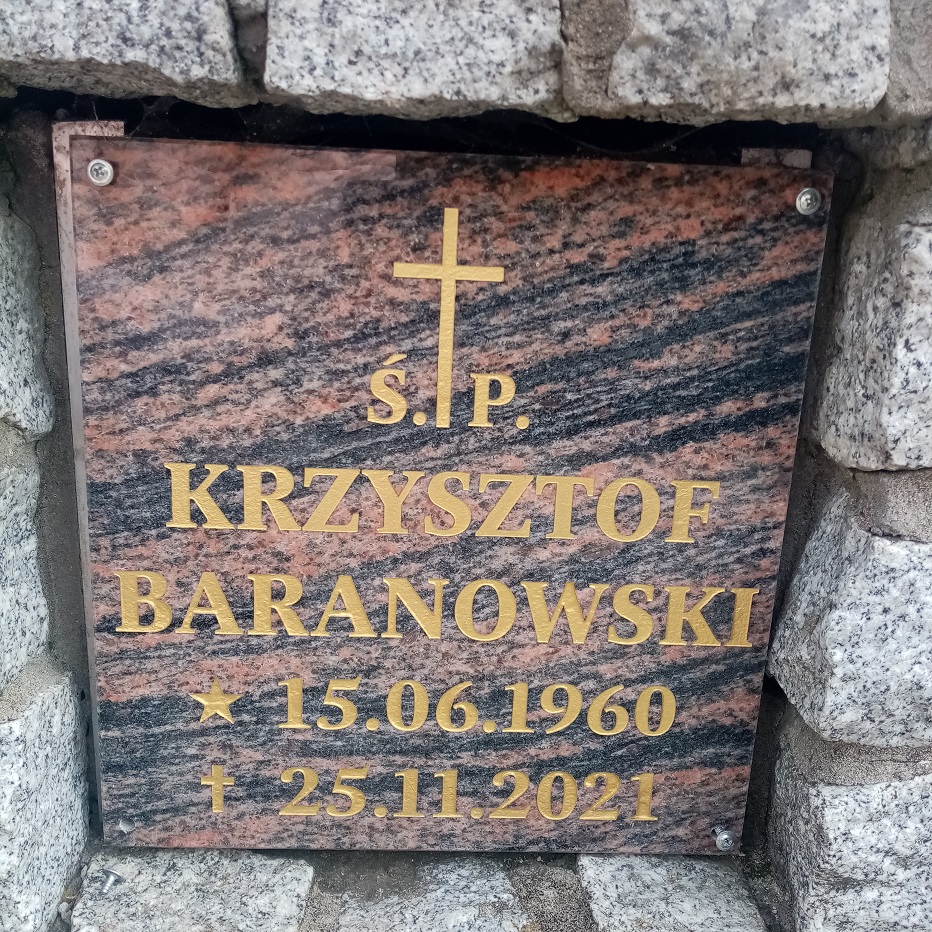 Ś. P.
KRZYSZTOF
BARANOWSKI
★ 15.06.1960
✝ 25.11.2021